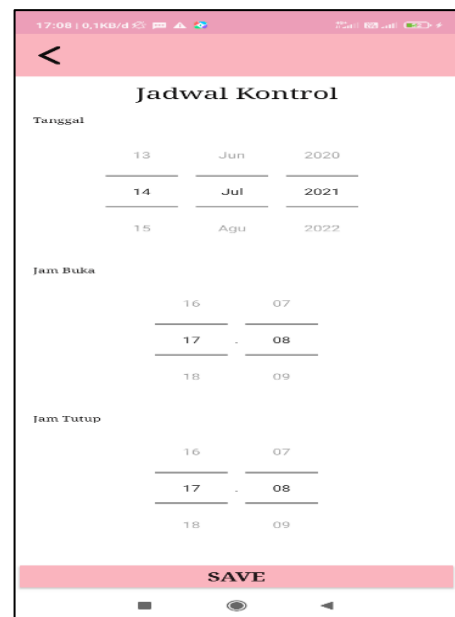 17:08 | 0,1KB/d
Jadwal Kontrol
Tanggal
13 Jun 2020
14 Jul 2021
15 Agu 2022
Jam Buka
16 07
17 . 08
18 09
Jam Tutup
16 07
17 . 08
18 09
SAVE